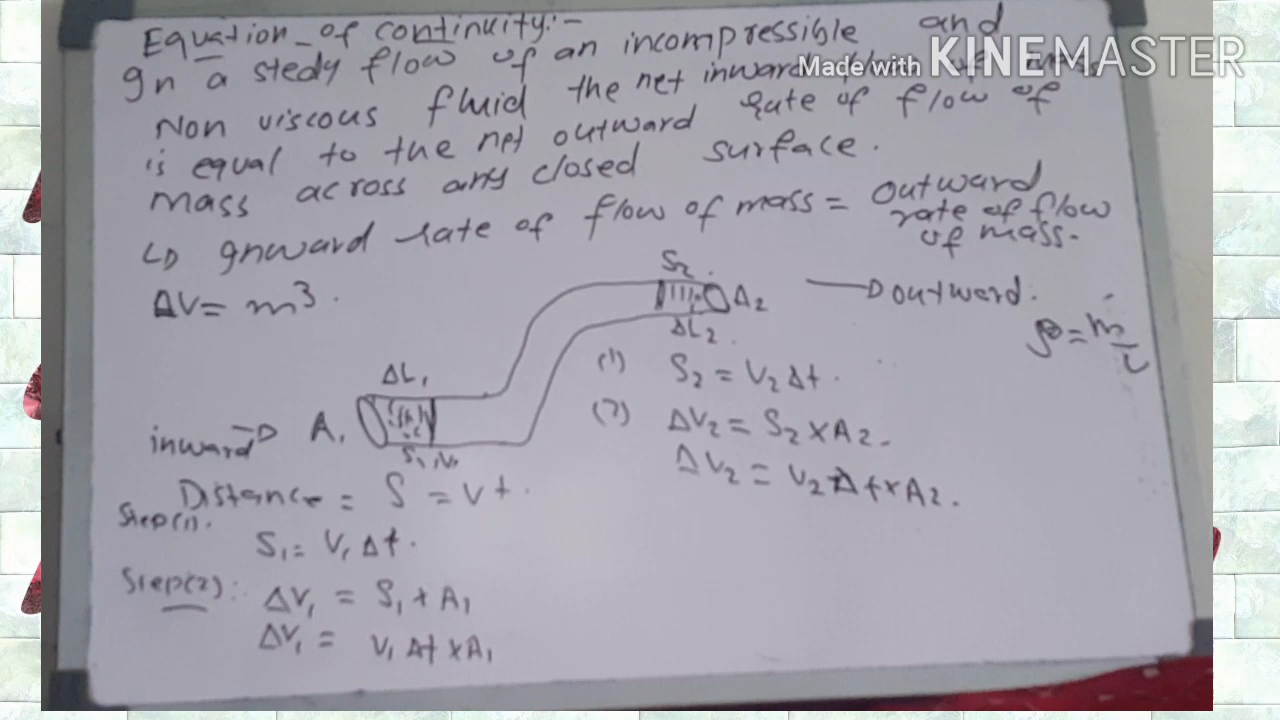 Equation of continuity:-
In a stedy flow of an incompressible and
Non viscous fluid the net inward
is equal to the net outward rate of flow of
mass across any closed surface.
↳ Inward rate of flow of mass = outward
rate of flow
of mass.
ΔV = m³.
S₂
A₂
→ outward.
ΔL₂
ρ = m/v
ΔL₁
inward → A₁
S₁, V₁
(1) S₂ = V₂ Δt.
(2) ΔV₂ = S₂ × A₂.
ΔV₂ = V₂ Δt × A₂.
Distance = S = vt.
Step(1).
S₁ = V₁ Δt.
Step(2):
ΔV₁ = S₁ × A₁
ΔV₁ = V₁ Δt × A₁
Made with KINEMASTER